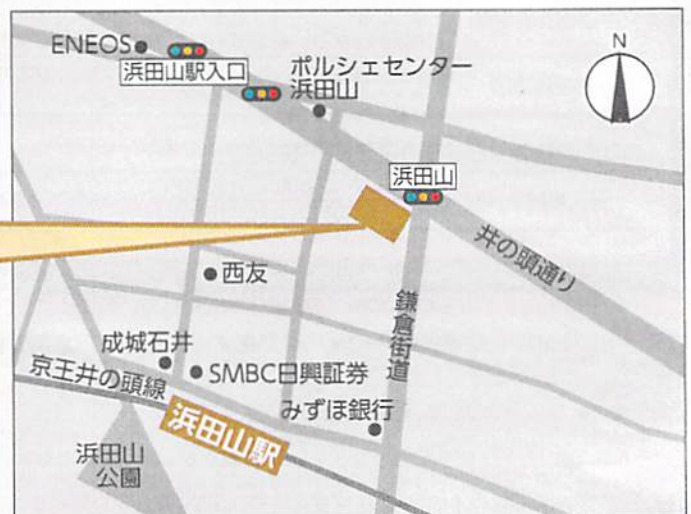 ENEOS
浜田山駅入口
ポルシェセンター
浜田山
N
浜田山
井の頭通り
西友
鎌倉街道
成城石井
SMBC日興証券
京王井の頭線
みずほ銀行
浜田山駅
浜田山
公園